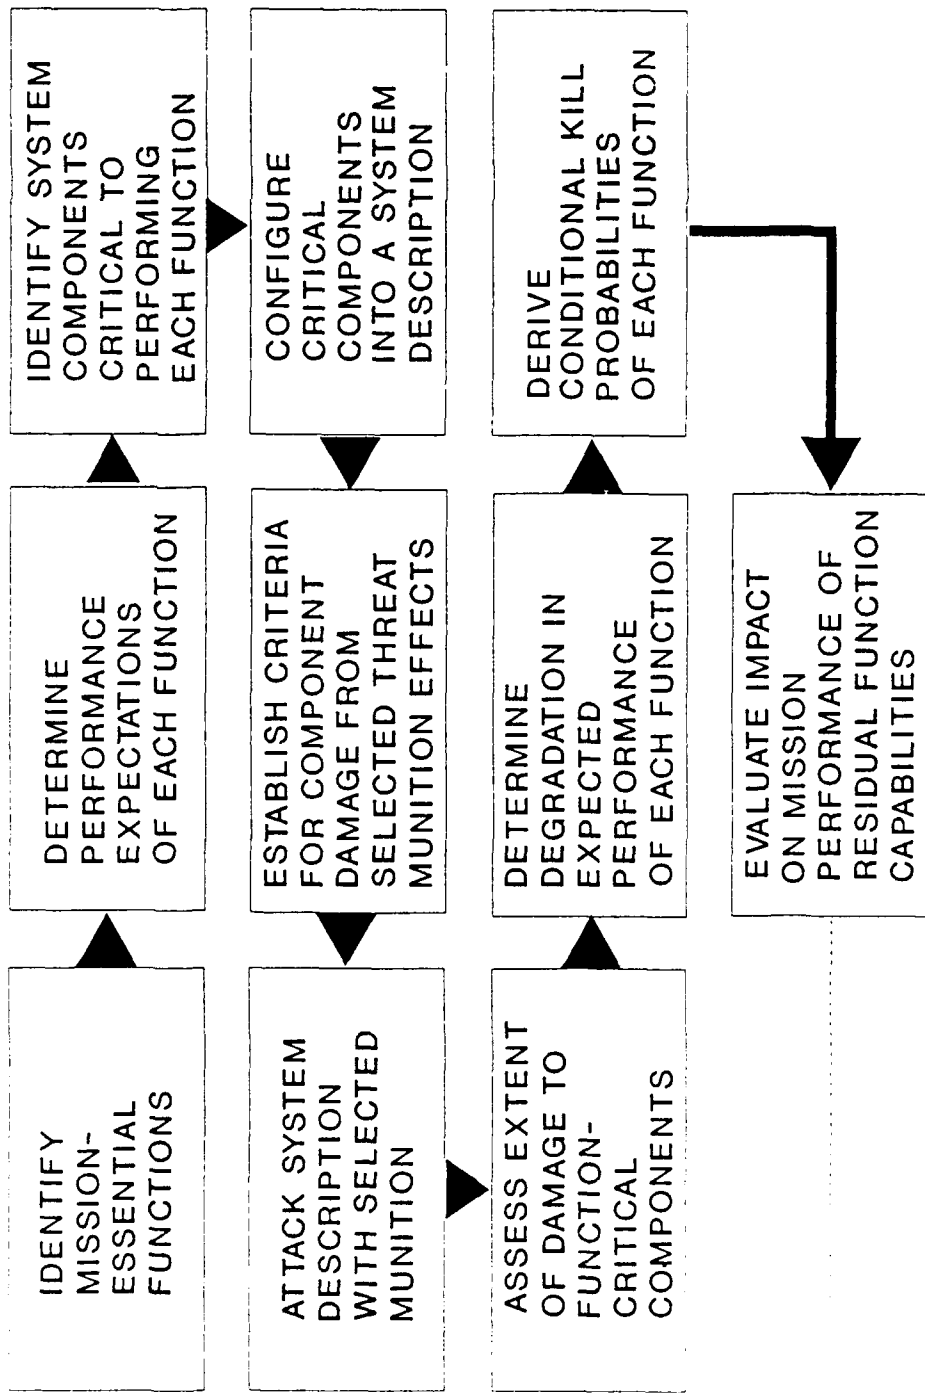 IDENTIFY
MISSION-
ESSENTIAL
FUNCTIONS
DETERMINE
PERFORMANCE
EXPECTATIONS
OF EACH FUNCTION
IDENTIFY SYSTEM
COMPONENTS
CRITICAL TO
PERFORMING
EACH FUNCTION
CONFIGURE
CRITICAL
COMPONENTS
INTO A SYSTEM
DESCRIPTION
ESTABLISH CRITERIA
FOR COMPONENT
DAMAGE FROM
SELECTED THREAT
MUNITION EFFECTS
ATTACK SYSTEM
DESCRIPTION
WITH SELECTED
MUNITION
ASSESS EXTENT
OF DAMAGE TO
FUNCTION-
CRITICAL
COMPONENTS
DETERMINE
DEGRADATION IN
EXPECTED
PERFORMANCE
OF EACH FUNCTION
DERIVE
CONDITIONAL KILL
PROBABILITIES
OF EACH FUNCTION
EVALUATE IMPACT
ON MISSION
PERFORMANCE OF
RESIDUAL FUNCTION
CAPABILITIES